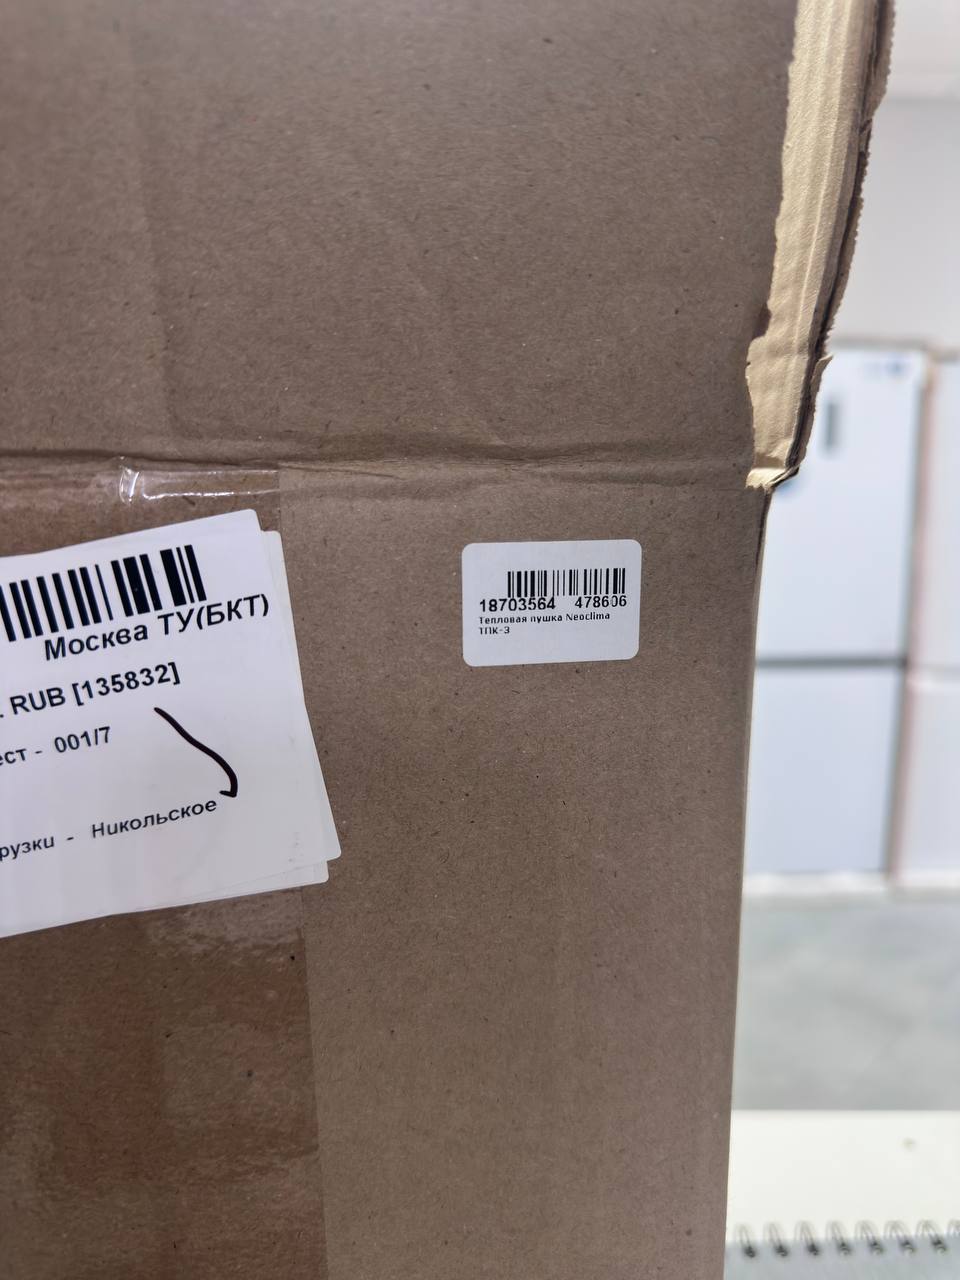 Москва ТУ(БКТ)
RUB [135832]
ест - 001/7
рузки - Никольское
18703564 478606
Тепловая пушка Neoclima
ТПК-3